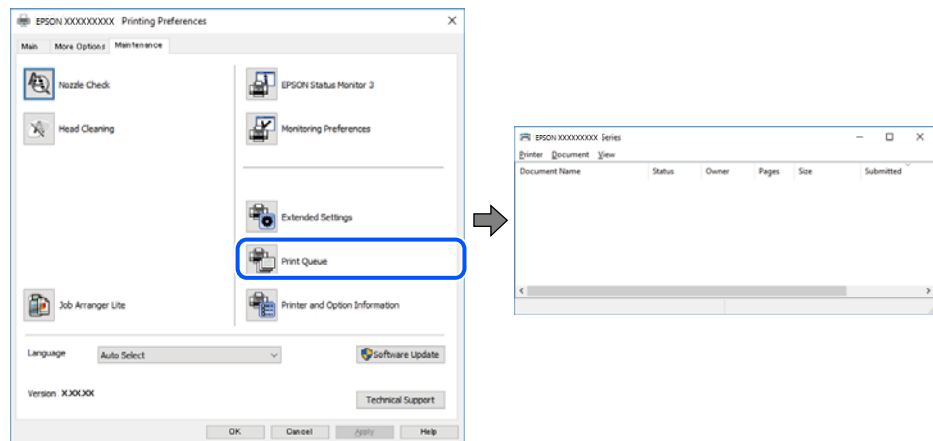 EPSON XXXXXXXXX Printing Preferences
Main More Options Maintenance
Nozzle Check
EPSON Status Monitor 3
Head Cleaning
Monitoring Preferences
Extended Settings
Print Queue
Job Arranger Lite
Printer and Option Information
Language Auto Select Software Update
Version X.XX.XX
Technical Support
OK Cancel Apply Help
EPSON XXXXXXXXX Series
Printer Document View
Document Name Status Owner Pages Size Submitted